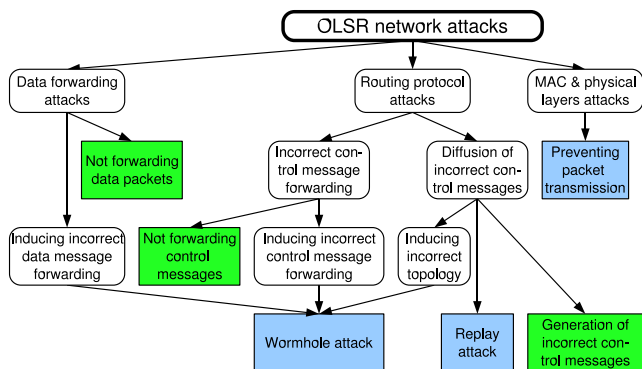 OLSR network attacks
Data forwarding
attacks
Routing protocol
attacks
MAC & physical
layers attacks
Not forwarding
data packets
Incorrect con-
trol message
forwarding
Diffusion of
incorrect con-
trol messages
Preventing
packet
transmission
Inducing incorrect
data message
forwarding
Not forwarding
control
messages
Inducing incorrect
control message
forwarding
Inducing
incorrect
topology
Wormhole attack
Replay
attack
Generation of
incorrect con-
trol messages